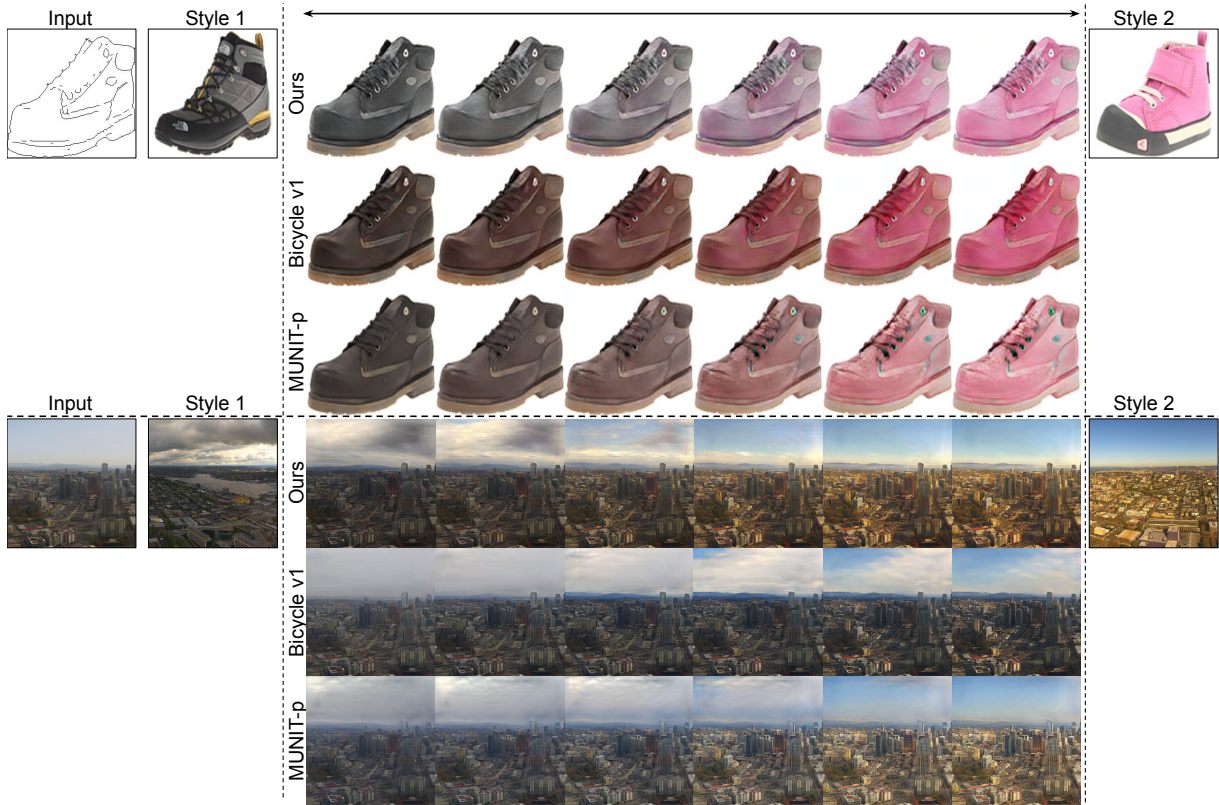 Input
Style 1
Style 2
Ours
Bicycle v1
MUNIT-p
Input
Style 1
Style 2
Ours
Bicycle v1
MUNIT-p